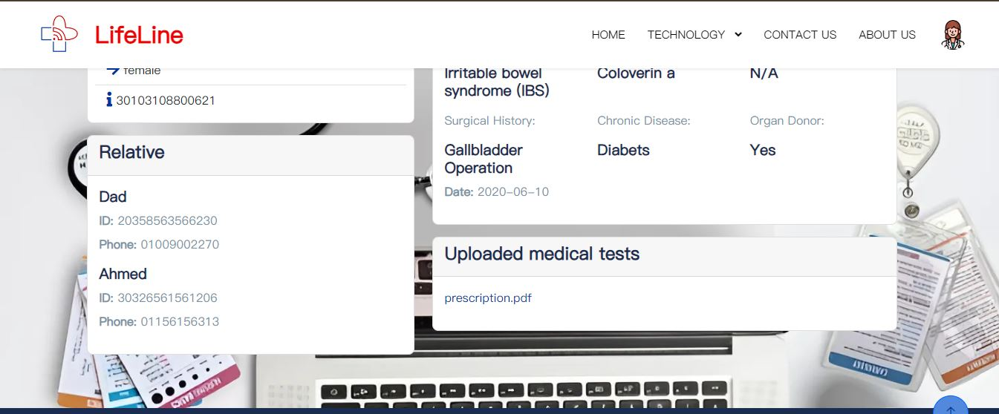 LifeLine
HOME
TECHNOLOGY
CONTACT US
ABOUT US
female
30103108800621
Relative
Dad
ID: 20358563566230
Phone: 01009002270
Ahmed
ID: 30326561561206
Phone: 01156156313
Irritable bowel
syndrome (IBS)
Coloverin a
N/A
Surgical History:
Chronic Disease:
Organ Donor:
Gallbladder
Operation
Diabets
Yes
Date: 2020-06-10
Uploaded medical tests
prescription.pdf